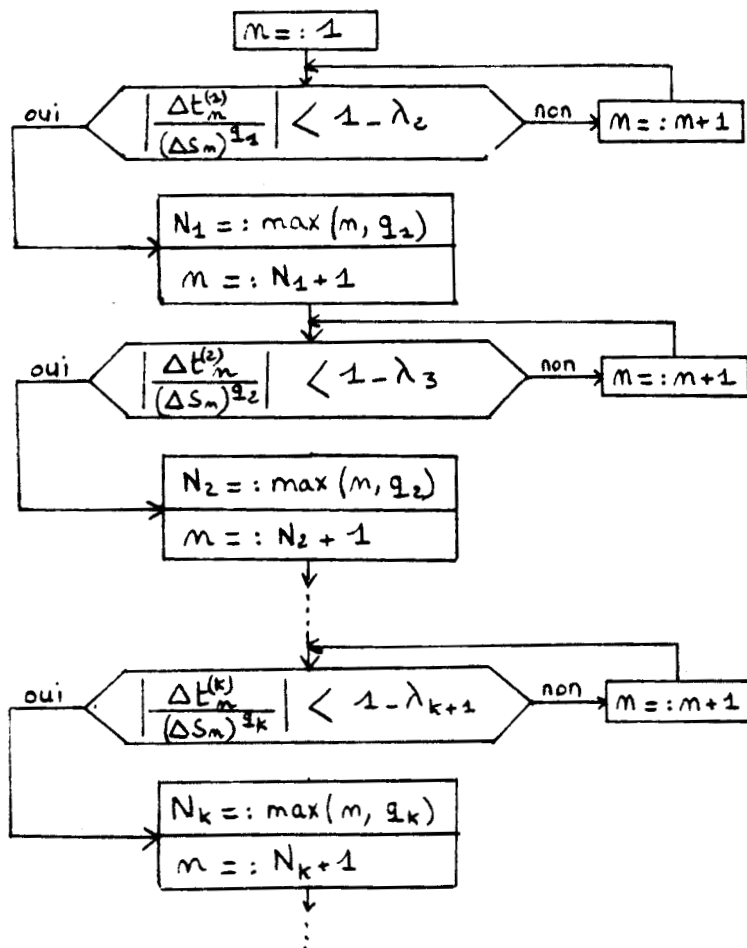 n =: 1
oui |Δt_n^(1) / (ΔS_n)^q_1| < 1 - λ_2 non n =: n+1
N_1 =: max(n, q_1)
n =: N_1 + 1
oui |Δt_n^(2) / (ΔS_n)^q_2| < 1 - λ_3 non n =: n+1
N_2 =: max(n, q_2)
n =: N_2 + 1
oui |Δt_n^(k) / (ΔS_n)^q_k| < 1 - λ_k+1 non n =: n+1
N_k =: max(n, q_k)
n =: N_k + 1